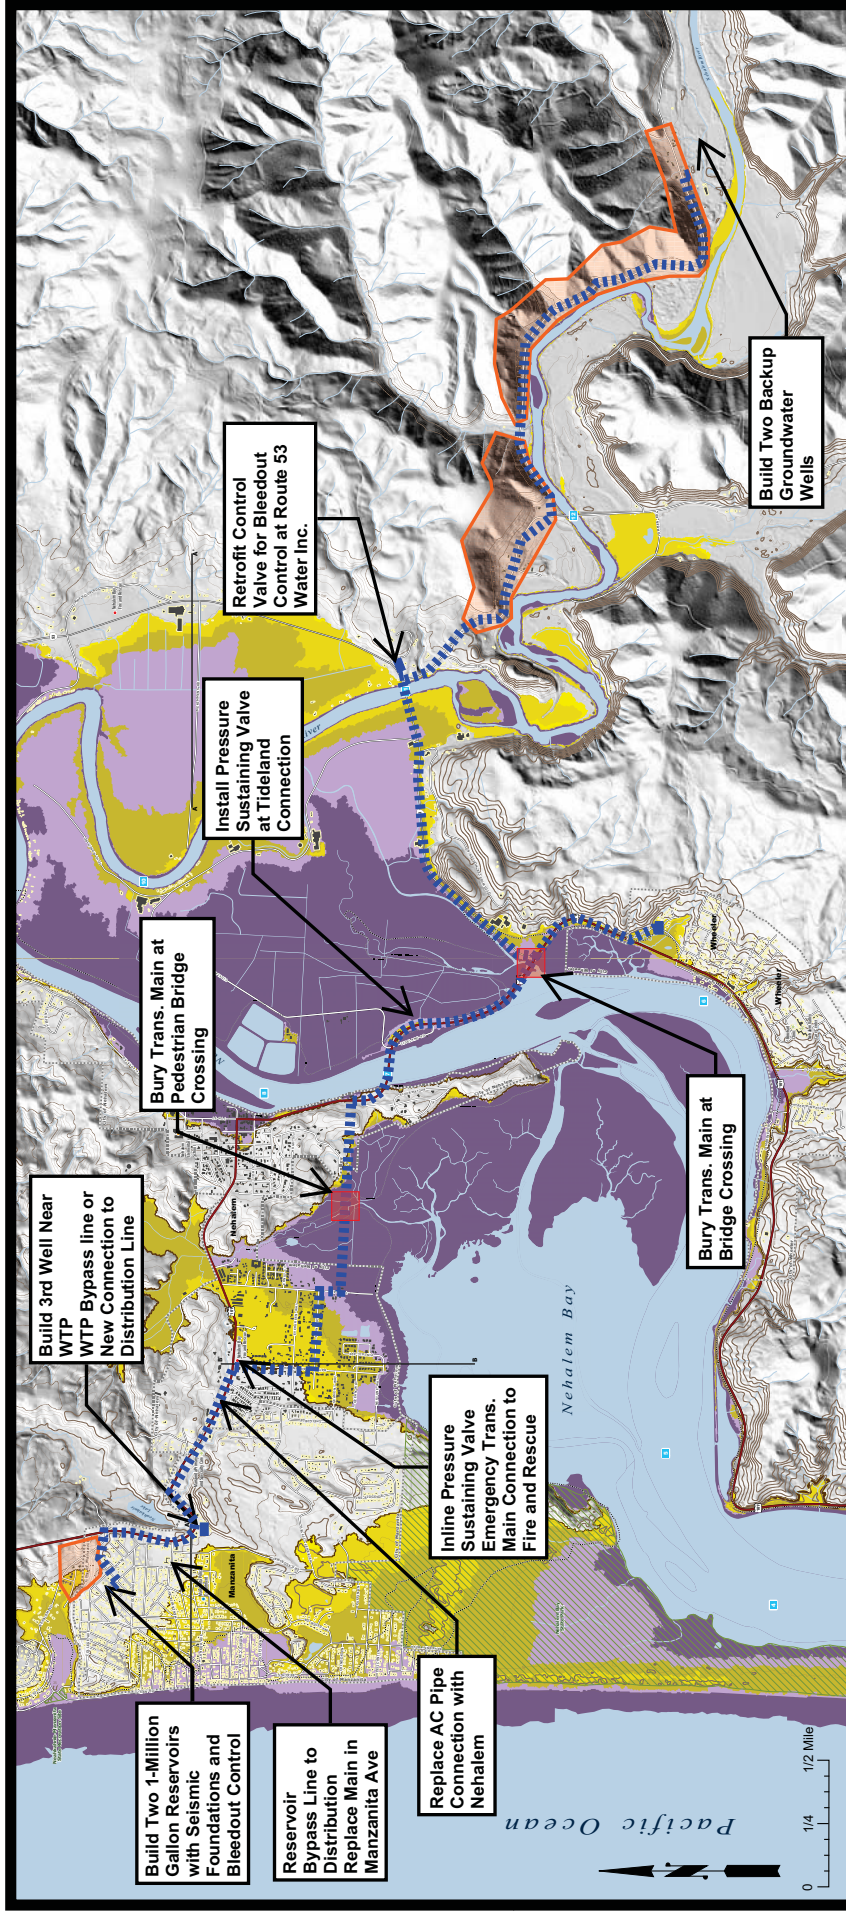 Build Two 1-Million
Gallon Reservoirs
with Seismic
Foundations and
Bleedout Control
Reservoir
Bypass Line to
Distribution
Replace Main in
Manzanita Ave
Replace AC Pipe
Connection with
Nehalem
Build 3rd Well Near
WTP
WTP Bypass line or
New Connection to
Distribution Line
Inline Pressure
Sustaining Valve
Emergency Trans.
Main Connection to
Fire and Rescue
Bury Trans. Main at
Pedestrian Bridge
Crossing
Bury Trans. Main at
Bridge Crossing
Install Pressure
Sustaining Valve
at Tideland
Connection
Retrofit Control
Valve for Bleedout
Control at Route 53
Water Inc.
Build Two Backup
Groundwater
Wells
Manzanita
Nehalem
Wheeler
Wheeler
Nehalem Bay
Pacific Ocean
0 1/4 1/2 Mile